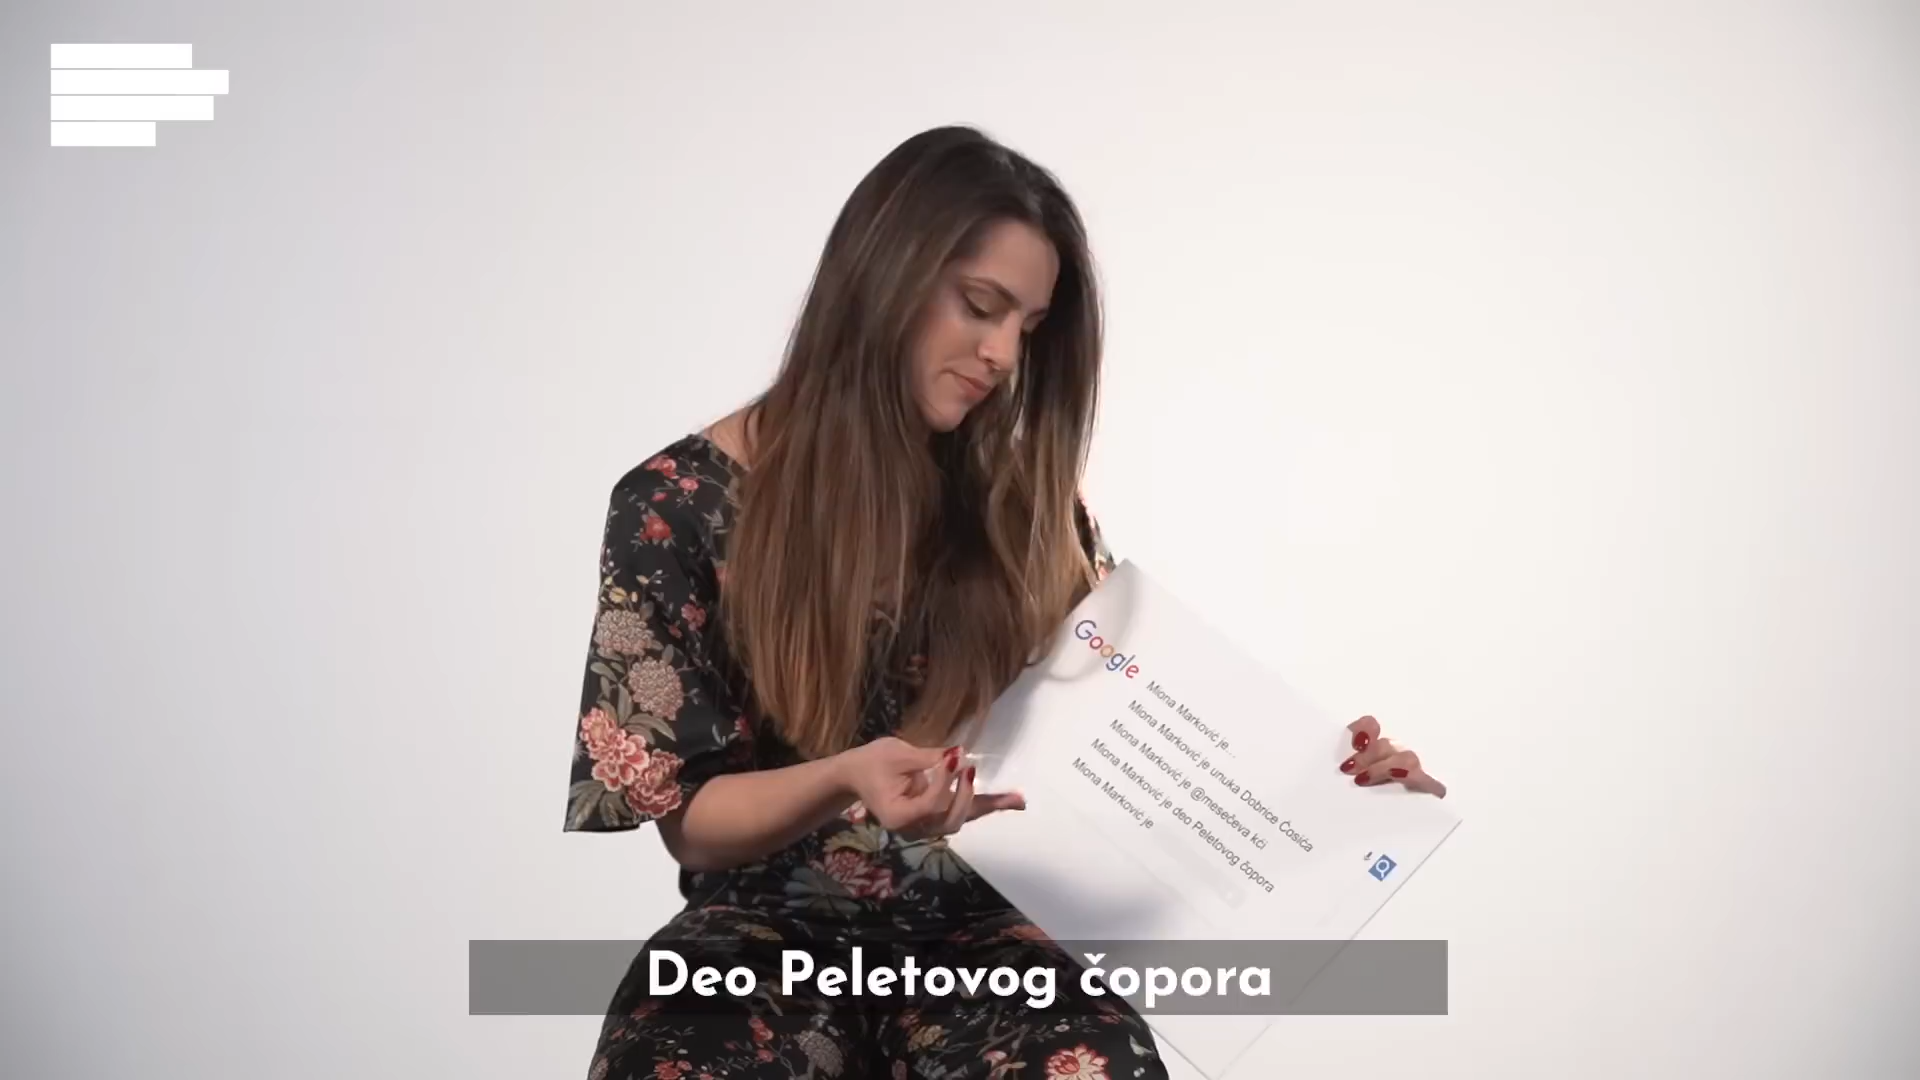 Google
Miona Marković je...
Miona Marković je unuka Dobrice Ćosića
Miona Marković je @mesečeva kći
Miona Marković je deo Peletovog čopora
Miona Marković je
Deo Peletovog čopora